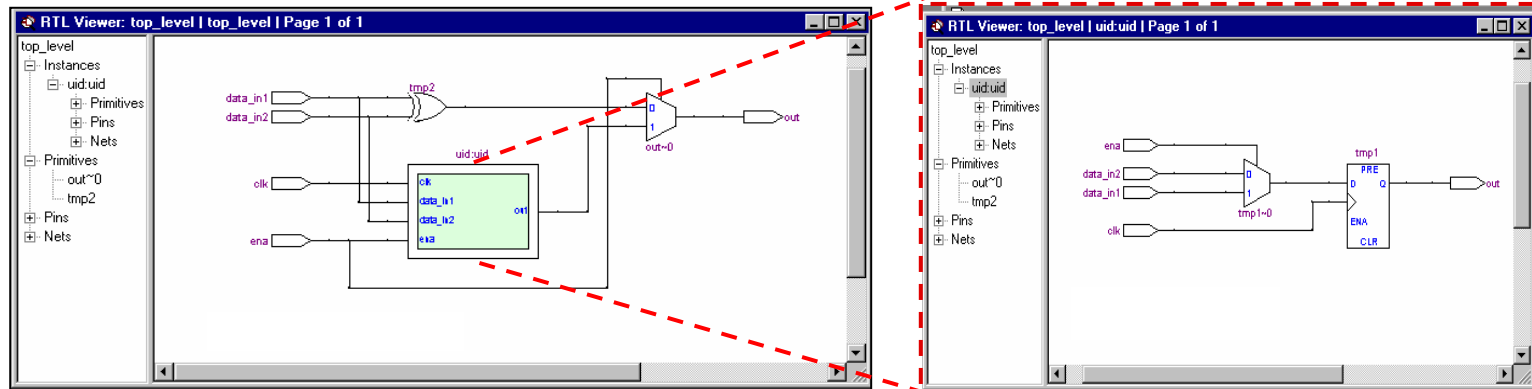 RTL Viewer: top_level | top_level | Page 1 of 1
top_level
Instances
uid:uid
Primitives
Pins
Nets
Primitives
out~0
tmp2
Pins
Nets
data_in1
data_in2
tmp2
0
1
out~0
out
uid:uid
clk
clk
data_in1
data_in2
out
ena
ena
RTL Viewer: top_level | uid:uid | Page 1 of 1
top_level
Instances
uid:uid
Primitives
Pins
Nets
Primitives
out~0
tmp2
Pins
Nets
ena
data_in2
data_in1
0
1
tmp1~0
clk
tmp1
PRE
D Q
ENA
CLR
out